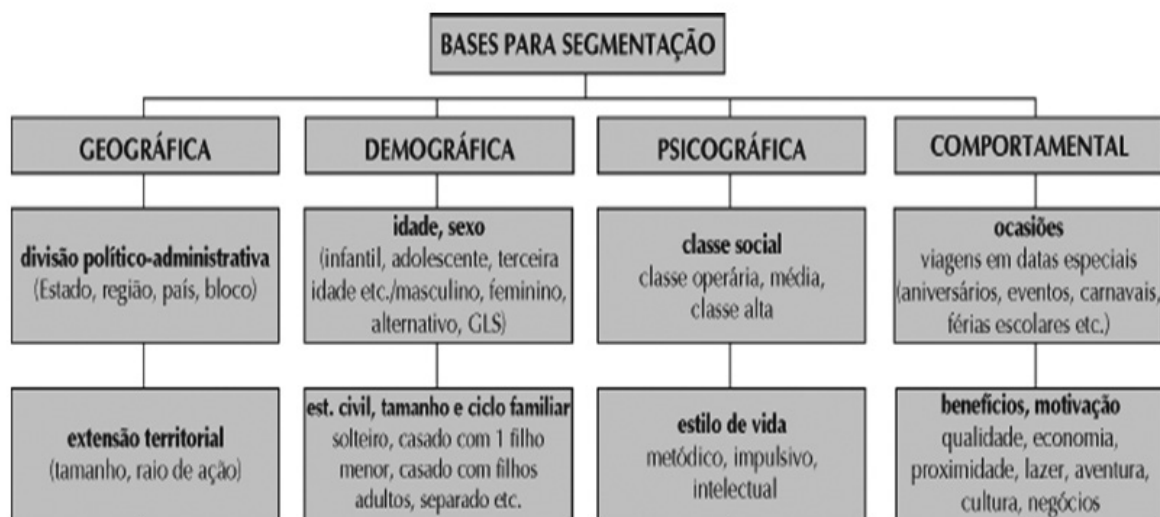 BASES PARA SEGMENTAÇÃO
GEOGRÁFICA
DEMOGRÁFICA
PSICOGRÁFICA
COMPORTAMENTAL
divisão político-administrativa
(Estado, região, país, bloco)
idade, sexo
(infantil, adolescente, terceira
idade etc./masculino, feminino,
alternativo, GLS)
classe social
classe operária, média,
classe alta
ocasiões
viagens em datas especiais
(aniversários, eventos, carnavais,
férias escolares etc.)
extensão territorial
(tamanho, raio de ação)
est. civil, tamanho e ciclo familiar
solteiro, casado com 1 filho
menor, casado com filhos
adultos, separado etc.
estilo de vida
metódico, impulsivo,
intelectual
benefícios, motivação
qualidade, economia,
proximidade, lazer, aventura,
cultura, negócios